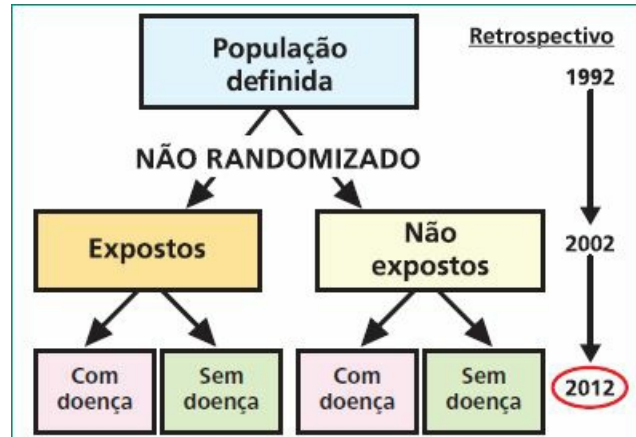 População
definida
Retrospectivo
1992
NÃO RANDOMIZADO
Expostos
Não
expostos
2002
Com
doença
Sem
doença
Com
doença
Sem
doença
2012